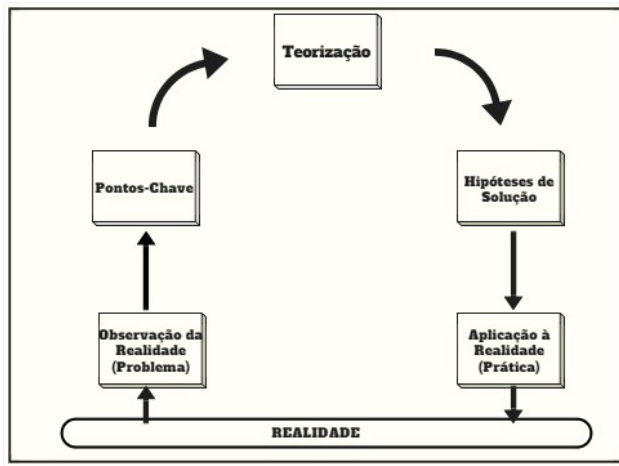 Teorização
Pontos-Chave
Hipóteses de
Solução
Observação da
Realidade
(Problema)
Aplicação à
Realidade
(Prática)
REALIDADE